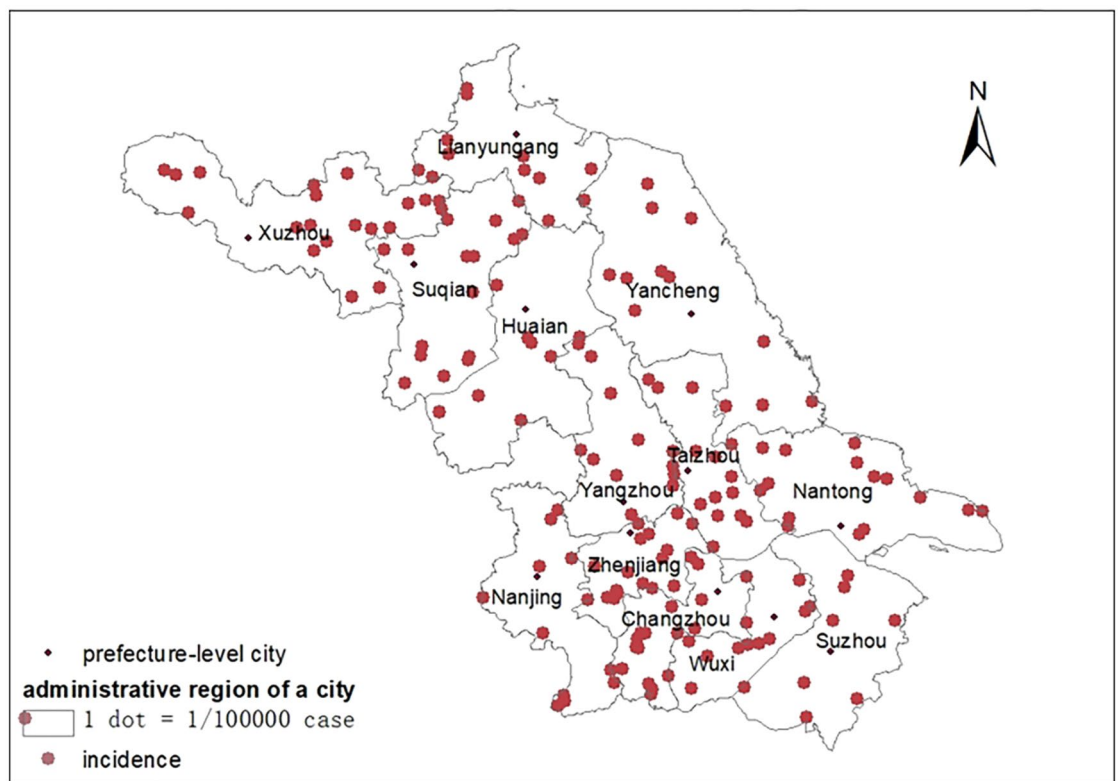 N
Lianyungang
Xuzhou
Suqian
Yancheng
Huaian
Taizhou
Yangzhou
Nantong
Zhenjiang
Nanjing
Changzhou
Suzhou
Wuxi
prefecture-level city
administrative region of a city
1 dot = 1/100000 case
incidence